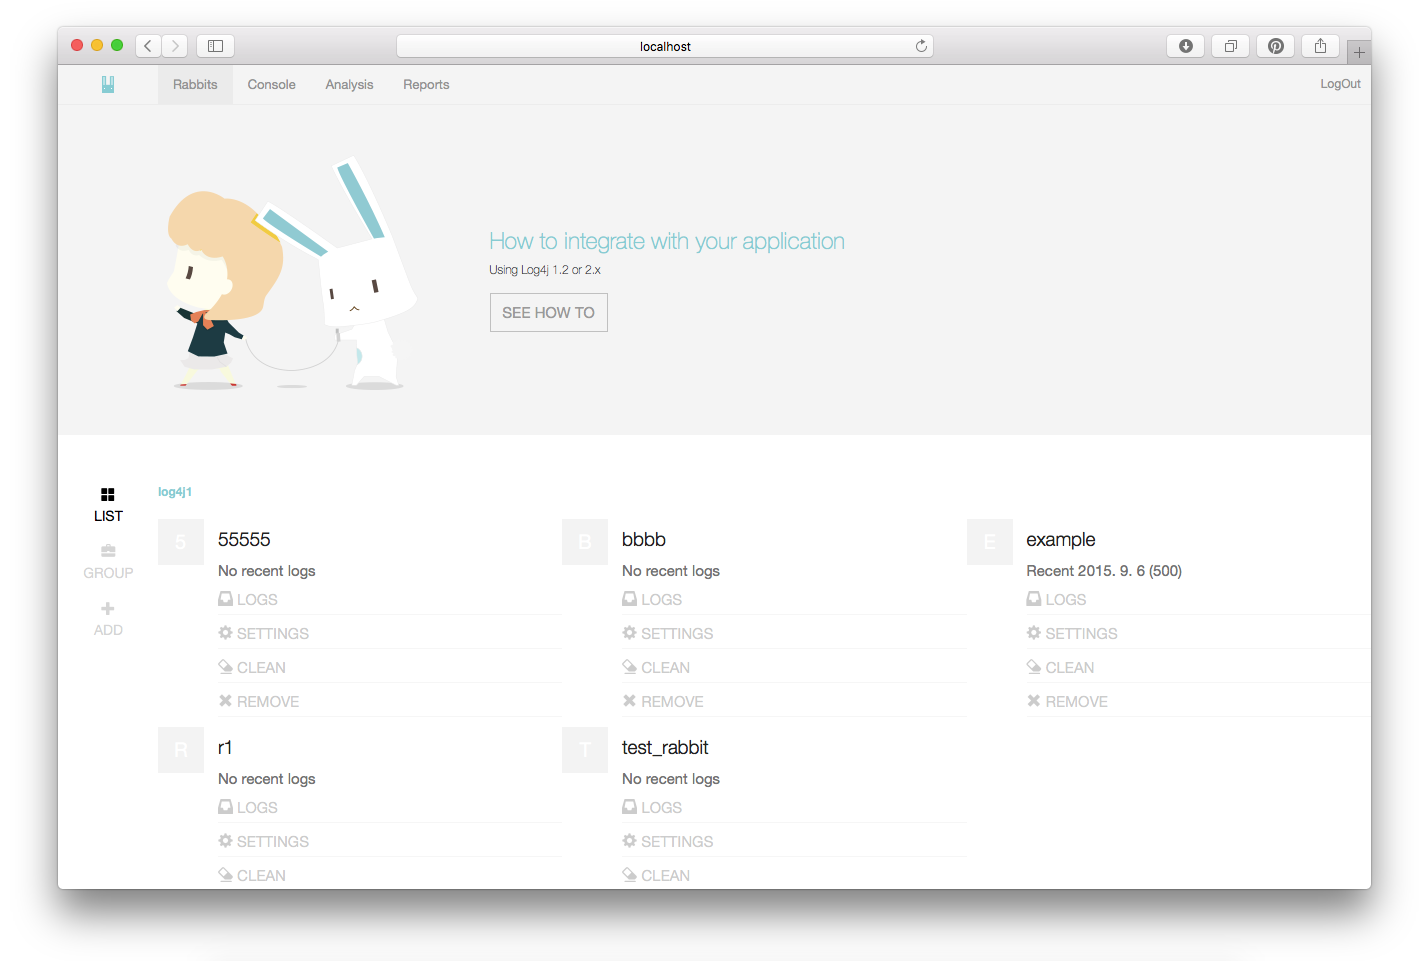 localhost
Rabbits Console Analysis Reports LogOut
How to integrate with your application
Using Log4j 1.2 or 2.x
SEE HOW TO
LIST
GROUP
ADD
log4j1
5 55555
No recent logs
LOGS
SETTINGS
CLEAN
REMOVE
B bbbb
No recent logs
LOGS
SETTINGS
CLEAN
REMOVE
E example
Recent 2015. 9. 6 (500)
LOGS
SETTINGS
CLEAN
REMOVE
R r1
No recent logs
LOGS
SETTINGS
CLEAN
T test_rabbit
No recent logs
LOGS
SETTINGS
CLEAN